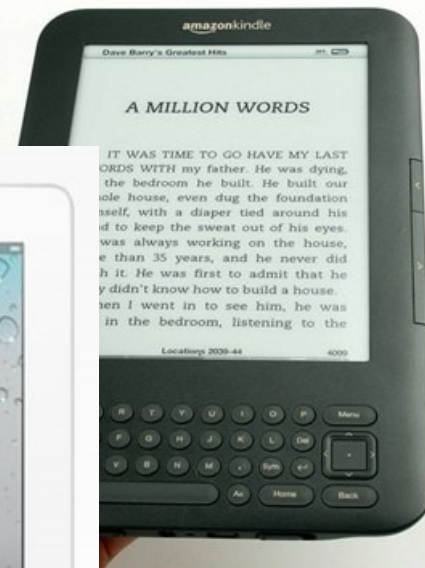 amazonkindle
Dave Barry's Greatest Hits
A MILLION WORDS
IT WAS TIME TO GO HAVE MY LAST
ORDS WITH my father. He was dying,
the bedroom he built. He built our
ole house, even dug the foundation
mself, with a diaper tied around his
d to keep the sweat out of his eyes.
was always working on the house,
e than 35 years, and he never did
h it. He was first to admit that he
y didn't know how to build a house.
hen I went in to see him, he was
in the bedroom, listening to the
Locations 2039-44 4009
R T Y U I O P Menu
F G H J K L Del
V B N M . Sym
Aa Home Back